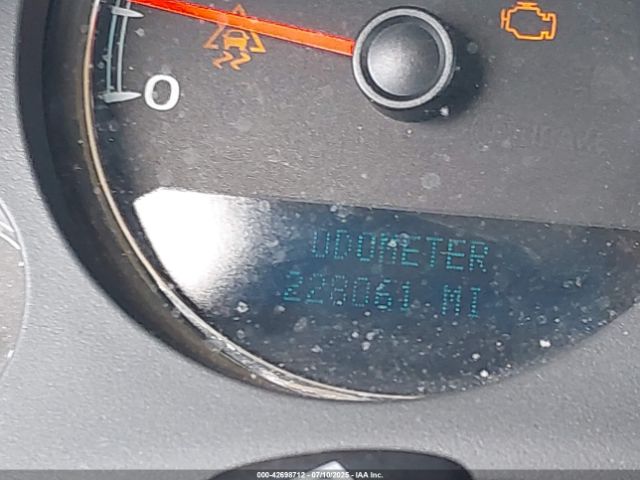 0
ODOMETER
228061 MI
000-42698712 - 07/10/2025 - IAA Inc.